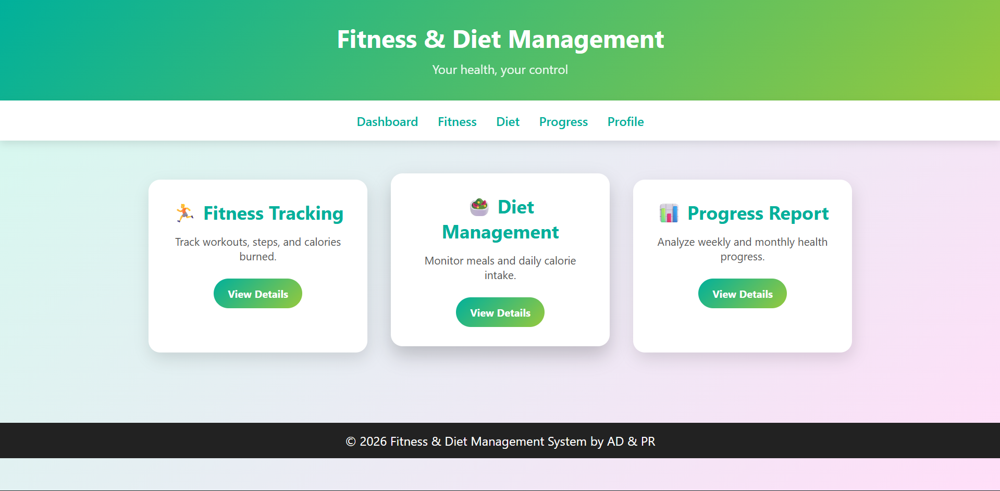 Fitness & Diet Management
Your health, your control
Dashboard Fitness Diet Progress Profile
🏃 Fitness Tracking
Track workouts, steps, and calories
burned.
View Details
🥗 Diet
Management
Monitor meals and daily calorie
intake.
View Details
📊 Progress Report
Analyze weekly and monthly health
progress.
View Details
© 2026 Fitness & Diet Management System by AD & PR